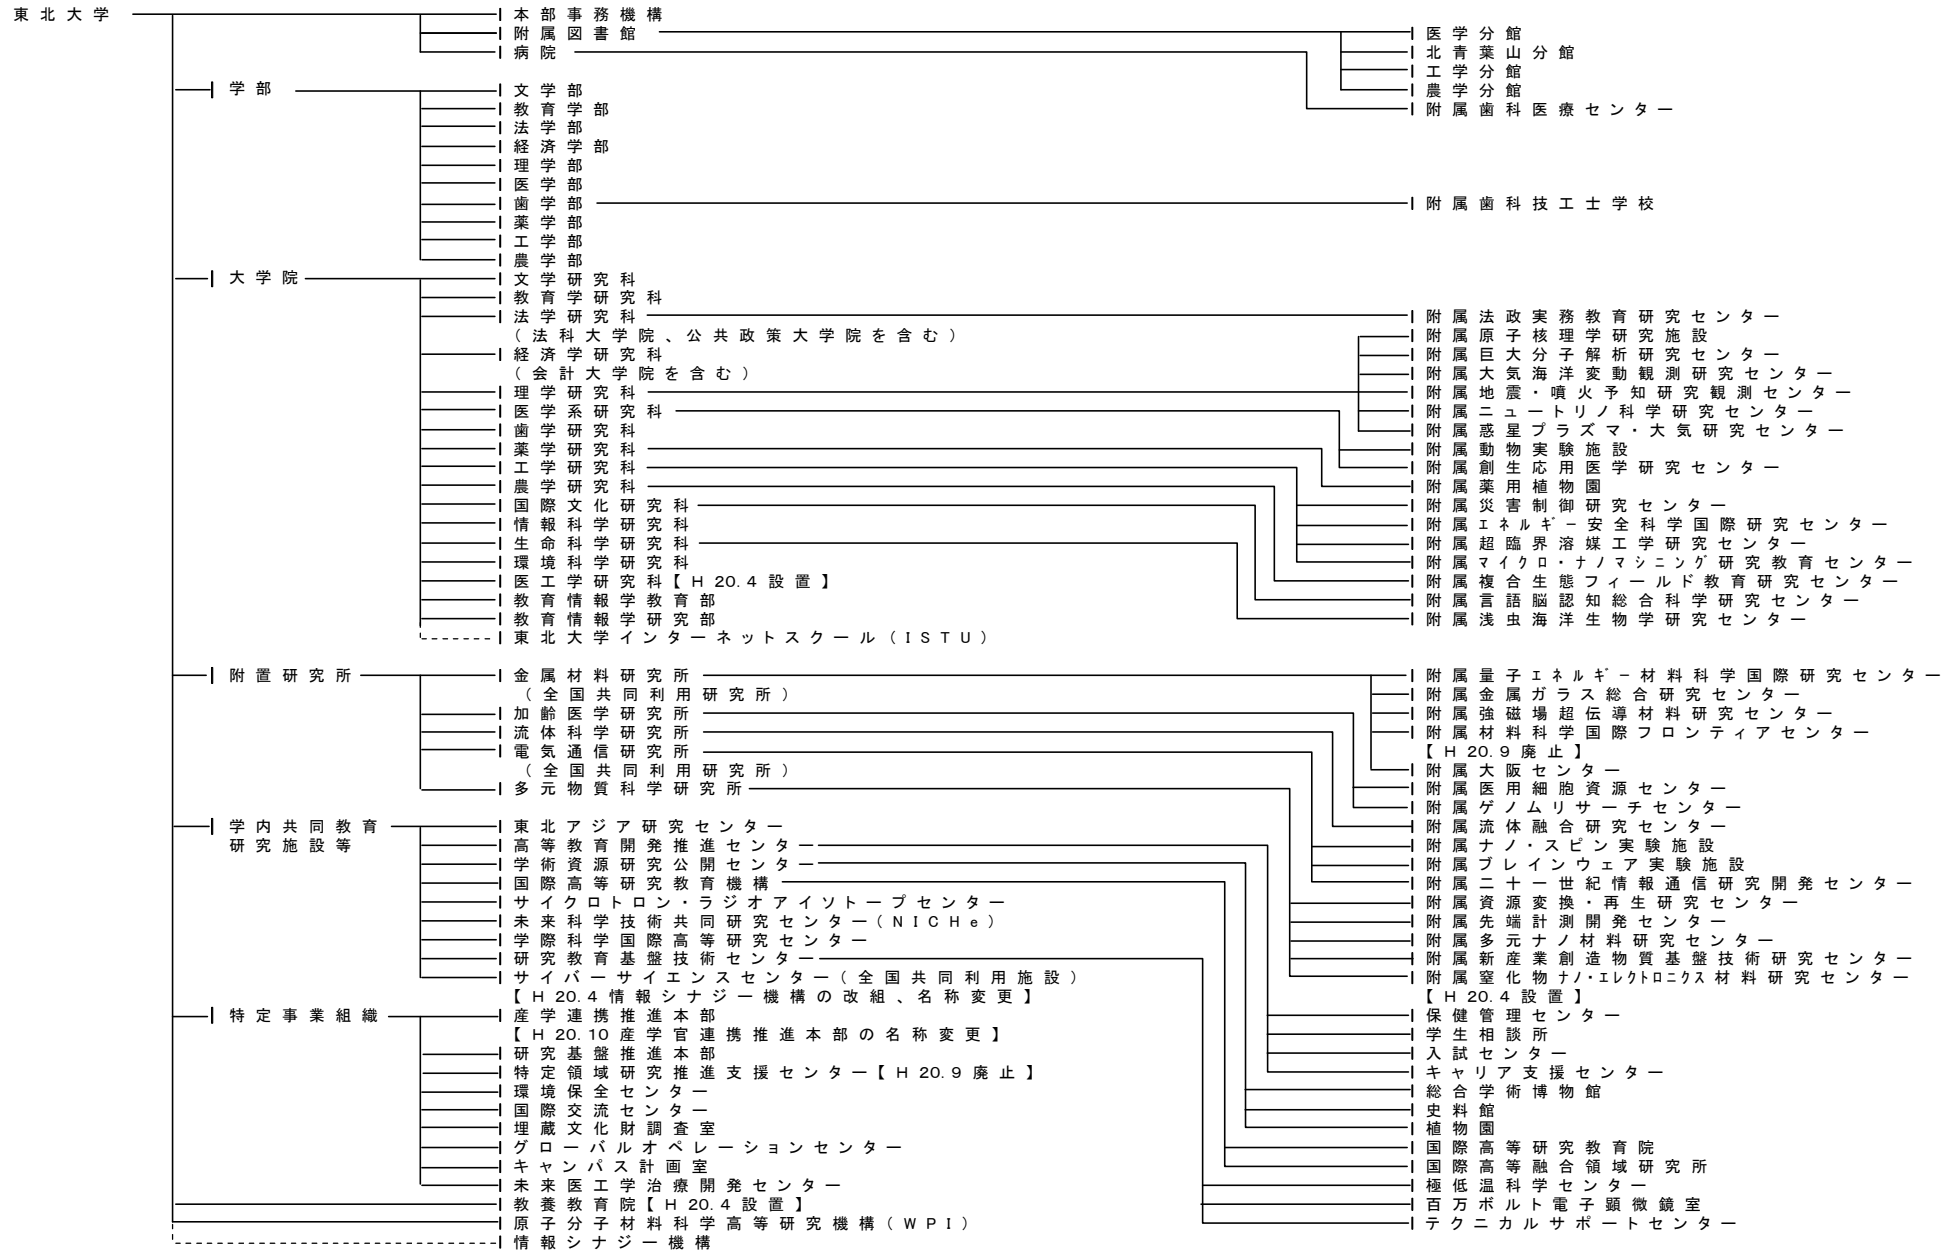 東北大学
本部事務機構
附属図書館
医学分館
病院
北青葉山分館
工学分館
学部
文学部
農学分館
教育学部
附属歯科医療センター
法学部
経済学部
理学部
医学部
歯学部
附属歯科技工士学校
薬学部
工学部
農学部
大学院
文学研究科
教育学研究科
法学研究科
附属法政実務教育研究センター
(法科大学院、公共政策大学院を含む)
附属原子核理学研究施設
経済学研究科
附属巨大分子解析研究センター
(会計大学院を含む)
附属大気海洋変動観測研究センター
理学研究科
附属地震・噴火予知研究観測センター
医学系研究科
附属ニュートリノ科学研究センター
歯学研究科
附属惑星プラズマ・大気研究センター
薬学研究科
附属動物実験施設
工学研究科
附属創生応用医学研究センター
農学研究科
附属薬用植物園
国際文化研究科
附属災害制御研究センター
情報科学研究科
附属エネルギー安全科学国際研究センター
生命科学研究科
附属超臨界溶媒工学研究センター
環境科学研究科
附属マイクロ・ナノマシニング研究教育センター
医工学研究科【H20.4設置】
附属複合生態フィールド教育研究センター
教育情報学教育部
附属言語脳認知総合科学研究センター
教育情報学研究部
附属浅虫海洋生物学研究センター
東北大学インターネットスクール(ISTU)
附置研究所
金属材料研究所
附属量子エネルギー材料科学国際研究センター
(全国共同利用研究所)
附属金属ガラス総合研究センター
加齢医学研究所
附属強磁場超伝導材料研究センター
流体科学研究所
附属材料科学国際フロンティアセンター
電気通信研究所
【H20.9廃止】
(全国共同利用研究所)
附属大阪センター
多元物質科学研究所
附属医用細胞資源センター
附属ゲノムリサーチセンター
学内共同教育
東北アジア研究センター
附属流体融合研究センター
研究施設等
高等教育開発推進センター
附属ナノ・スピン実験施設
学術資源研究公開センター
附属ブレインウェア実験施設
国際高等研究教育機構
附属二十一世紀情報通信研究開発センター
サイクロトロン・ラジオアイソトープセンター
附属資源変換・再生研究センター
未来科学技術共同研究センター(NICHe)
附属先端計測開発センター
学際科学国際高等研究センター
附属多元ナノ材料研究センター
研究教育基盤技術センター
附属新産業創造物質基盤技術研究センター
サイバーサイエンスセンター(全国共同利用施設)
附属窒化物ナノ・エレクトロニクス材料研究センター
【H20.4情報シナジー機構の改組、名称変更】
【H20.4設置】
特定事業組織
産学連携推進本部
保健管理センター
【H20.10産学官連携推進本部の名称変更】
学生相談所
研究基盤推進本部
入試センター
特定領域研究推進支援センター【H20.9廃止】
キャリア支援センター
環境保全センター
総合学術博物館
国際交流センター
史料館
埋蔵文化財調査室
植物園
グローバルオペレーションセンター
国際高等研究教育院
キャンパス計画室
国際高等融合領域研究所
未来医工学治療開発センター
極低温科学センター
教養教育院【H20.4設置】
百万ボルト電子顕微鏡室
原子分子材料科学高等研究機構(WPI)
テクニカルサポートセンター
情報シナジー機構